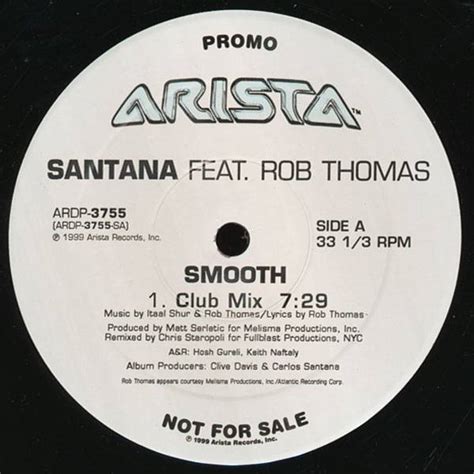 PROMO
ARISTA™
SANTANA FEAT. ROB THOMAS
ARDP-3755
(ARDP-3755-SA)
℗ 1999 Arista Records, Inc.
SIDE A
33 1/3 RPM
SMOOTH
1. Club Mix 7:29
Music by Itaal Shur & Rob Thomas/Lyrics by Rob Thomas
Produced by Matt Serletic for Melisma Productions, Inc.
Remixed by Chris Staropoli for Fullblast Productions, NYC
A&R: Hosh Gureli, Keith Naftaly
Album Producers: Clive Davis & Carlos Santana
Rob Thomas appears courtesy Melisma Productions, Inc./Atlantic Recording Corp.
NOT FOR SALE
℗ 1999 Arista Records, Inc.